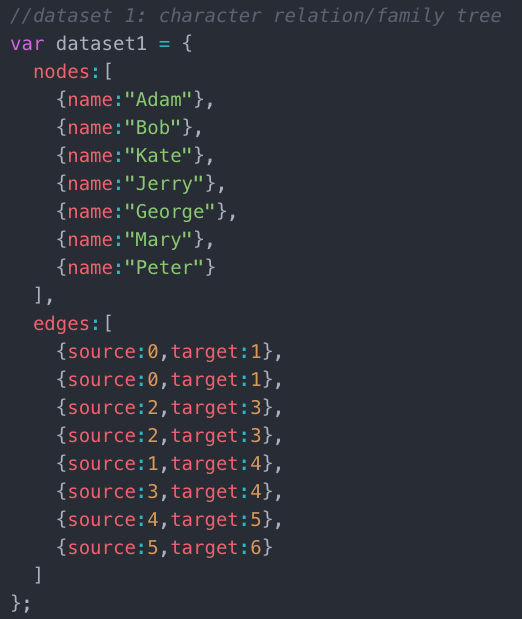 //dataset 1: character relation/family tree
var dataset1 = {
  nodes:[
    {name:"Adam"},
    {name:"Bob"},
    {name:"Kate"},
    {name:"Jerry"},
    {name:"George"},
    {name:"Mary"},
    {name:"Peter"}
  ],
  edges:[
    {source:0,target:1},
    {source:0,target:1},
    {source:2,target:3},
    {source:2,target:3},
    {source:1,target:4},
    {source:3,target:4},
    {source:4,target:5},
    {source:5,target:6}
  ]
};